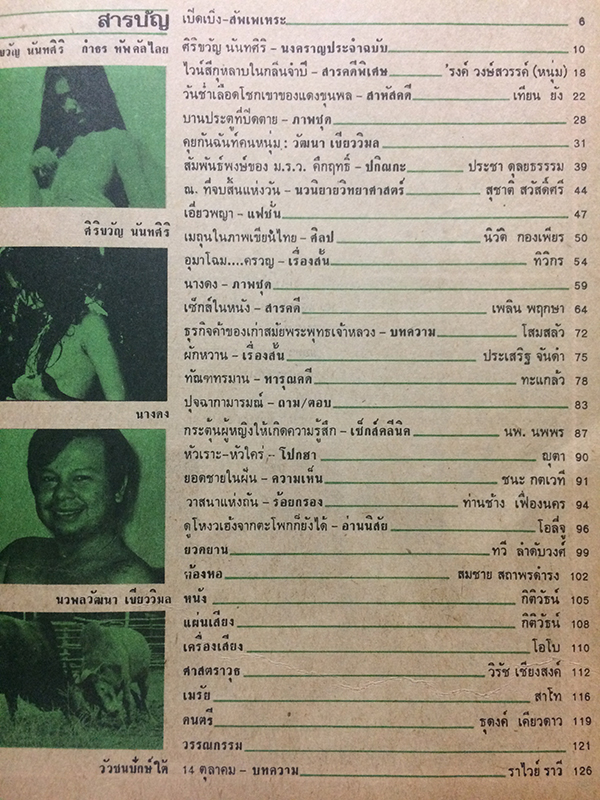 สารบัญ
ขวัญ นันทศิริ กำธร ทัพคัลไลย
ศิริขวัญ นันทศิริ
นางดง
นวพลวัฒนา เขียววิมล
วัวชนปักษ์ใต้
เบ็ดเบ็ง-สัพเพเหระ 6
ศิริขวัญ นันทศิริ - นงคราญประจำฉบับ 10
ไวน์สีกุหลาบในกลิ่นจำปี - สารคดีพิเศษ 'รงค์ วงษ์สวรรค์ (หนุ่ม) 18
วันช่ำเลือดโชกเขาของแดงขุนพล - สาหัสคดี เทียน ยัง 22
บานประตูที่ปิดตาย - ภาพชุด 28
คุยกันฉันท์คนหนุ่ม : วัฒนา เขียววิมล 31
สัมพันธ์พงษ์ของ ม.ร.ว. คึกฤทธิ์ - ปกิณกะ ประชา ดุลยธรรรม 39
ณ. ที่จบสิ้นแห่งวัน - นวนิยายวิทยาศาสตร์ สุชาติ สวัสดิ์ศรี 44
เอี่ยวพญา - แฟชั่น 47
เมถุนในภาพเขียนไทย - ศิลป นิวัติ กองเพียร 50
อุมาโฉม....ครวญ - เรื่องสั้น ทิวิกร 54
นางดง - ภาพชุด 59
เซ็กส์ในหนัง - สารคดี เพลิน พฤกษา 64
ธุรกิจค้าของเก่าสมัยพระพุทธเจ้าหลวง - บทความ โสมสลัว 72
ผักหวาน - เรื่องสั้น ประเสริฐ จันดำ 75
ทัณฑทรมาน - ทารุณคดี ทะแกล้ว 78
ปุจฉากามารมณ์ - ถาม/ตอบ 83
กระตุ้นผู้หญิงให้เกิดความรู้สึก - เซ็กส์คลีนิค นพ. นพพร 87
หัวเราะ-หัวใคร่ - โปกฮา ญุตา 90
ยอดชายในฝัน - ความเห็น ชนะ กตเวที 91
วาสนาแห่งถัน - ร้อยกรอง ท่านช้าง เฟื่องนคร 94
ดูโหงวเฮ้งจากตะโพกก็ยังได้ - อ่านนิสัย โอลี่จู 96
ยวดยาน ทวี ลำดับวงศ์ 99
ห้องหอ สมชาย สถาพรดำรง 102
หนัง กิติวัธน์ 105
แผ่นเสียง กิติวัธน์ 108
เครื่องเสียง โอโบ 110
ศาสตราวุธ วิรัช เชียงสงค์ 112
เมรัย สาโท 116
ดนตรี ธุดงค์ เดียวดาว 119
วรรณกรรม 121
14 ตุลาคม - บทความ ราไวย์ ราวี 126